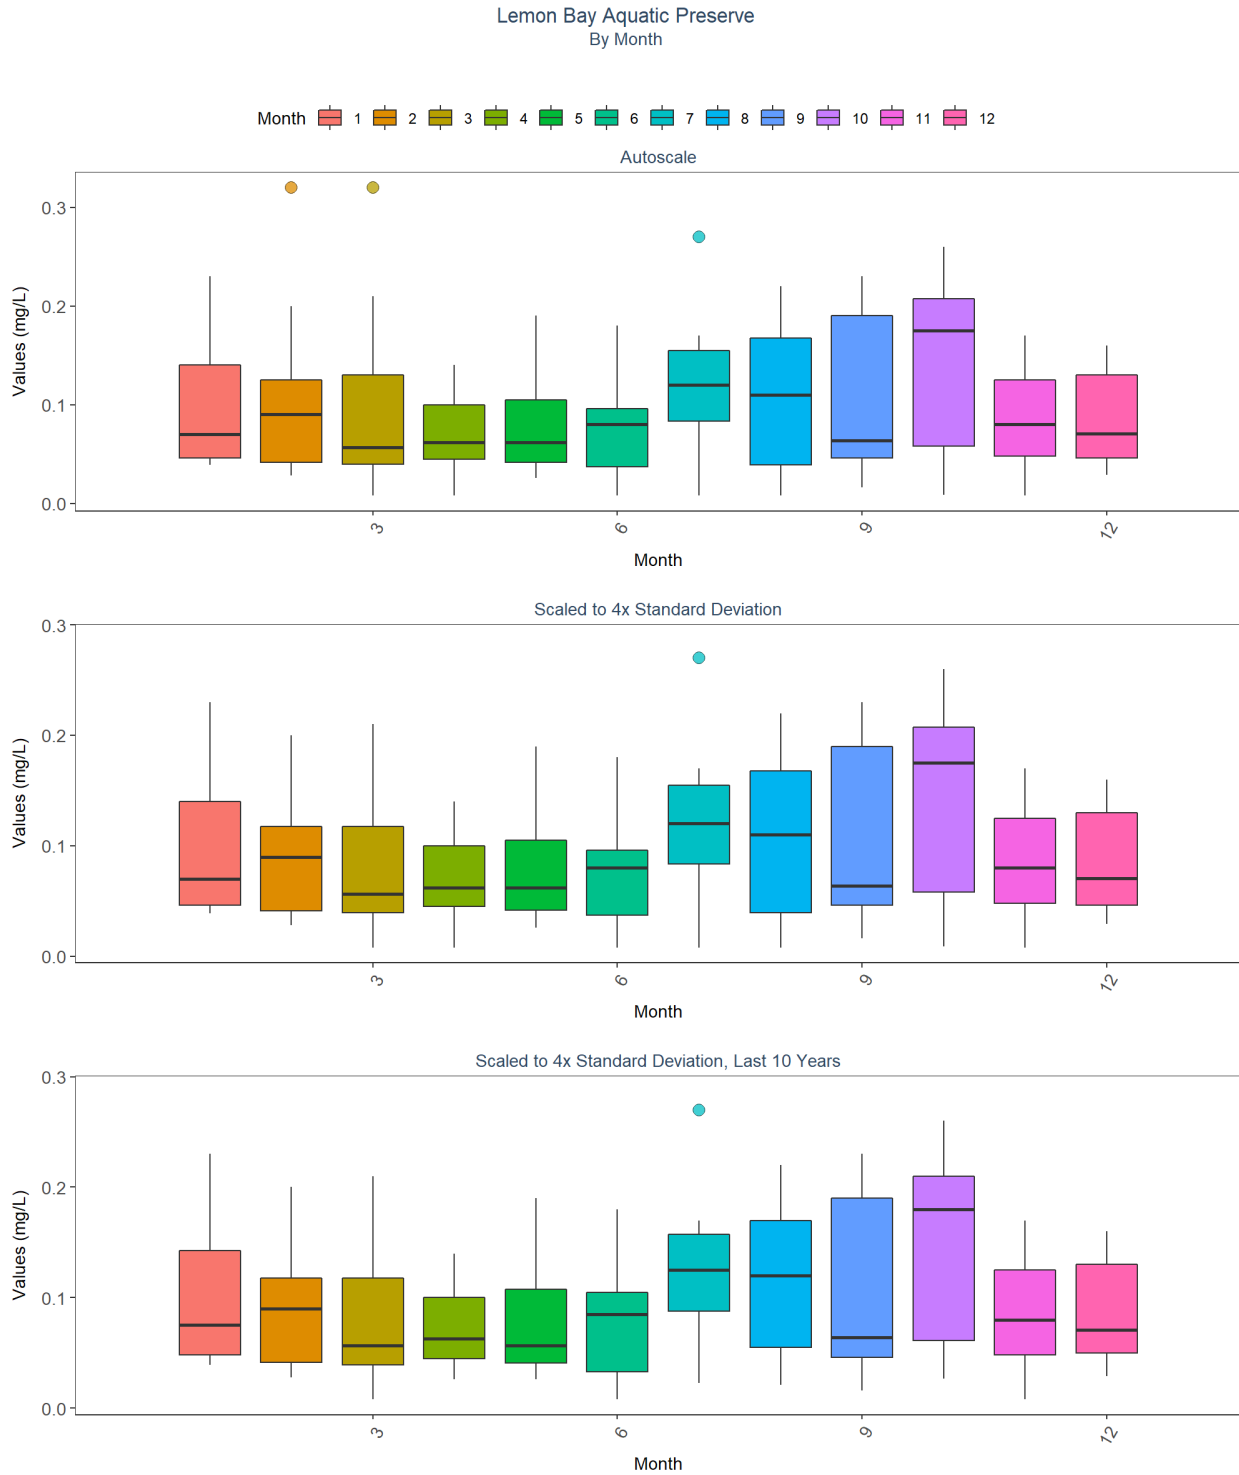 Lemon Bay Aquatic Preserve
By Month
Month 1 2 3 4 5 6 7 8 9 10 11 12
Autoscale
Values (mg/L)
0.3
0.2
0.1
0.0
3 6 9 12
Month
Scaled to 4x Standard Deviation
Values (mg/L)
0.3
0.2
0.1
0.0
3 6 9 12
Month
Scaled to 4x Standard Deviation, Last 10 Years
Values (mg/L)
0.3
0.2
0.1
0.0
3 6 9 12
Month